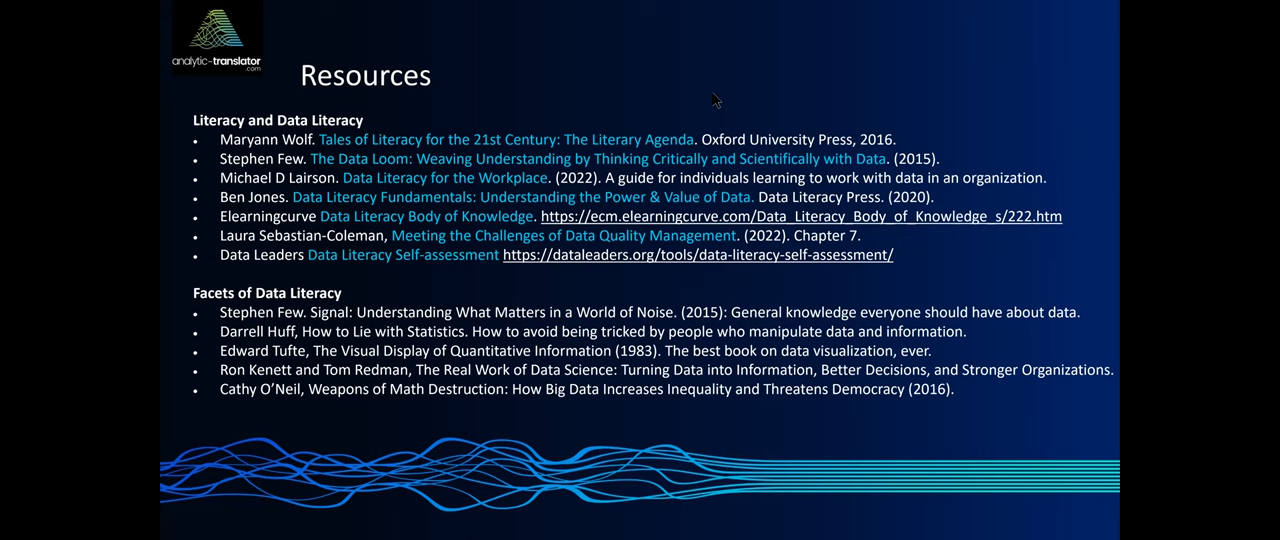 analytic-translator
.com
Resources
Literacy and Data Literacy
• Maryann Wolf. Tales of Literacy for the 21st Century: The Literary Agenda. Oxford University Press, 2016.
• Stephen Few. The Data Loom: Weaving Understanding by Thinking Critically and Scientifically with Data. (2015).
• Michael D Lairson. Data Literacy for the Workplace. (2022). A guide for individuals learning to work with data in an organization.
• Ben Jones. Data Literacy Fundamentals: Understanding the Power & Value of Data. Data Literacy Press. (2020).
• Elearningcurve Data Literacy Body of Knowledge. https://ecm.elearningcurve.com/Data_Literacy_Body_of_Knowledge_s/222.htm
• Laura Sebastian-Coleman, Meeting the Challenges of Data Quality Management. (2022). Chapter 7.
• Data Leaders Data Literacy Self-assessment https://dataleaders.org/tools/data-literacy-self-assessment/
Facets of Data Literacy
• Stephen Few. Signal: Understanding What Matters in a World of Noise. (2015): General knowledge everyone should have about data.
• Darrell Huff, How to Lie with Statistics. How to avoid being tricked by people who manipulate data and information.
• Edward Tufte, The Visual Display of Quantitative Information (1983). The best book on data visualization, ever.
• Ron Kenett and Tom Redman, The Real Work of Data Science: Turning Data into Information, Better Decisions, and Stronger Organizations.
• Cathy O’Neil, Weapons of Math Destruction: How Big Data Increases Inequality and Threatens Democracy (2016).